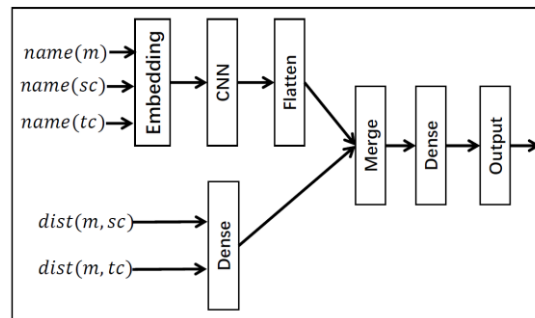 name(m)
name(sc)
name(tc)
Embedding
CNN
Flatten
dist(m, sc)
dist(m, tc)
Dense
Merge
Dense
Output